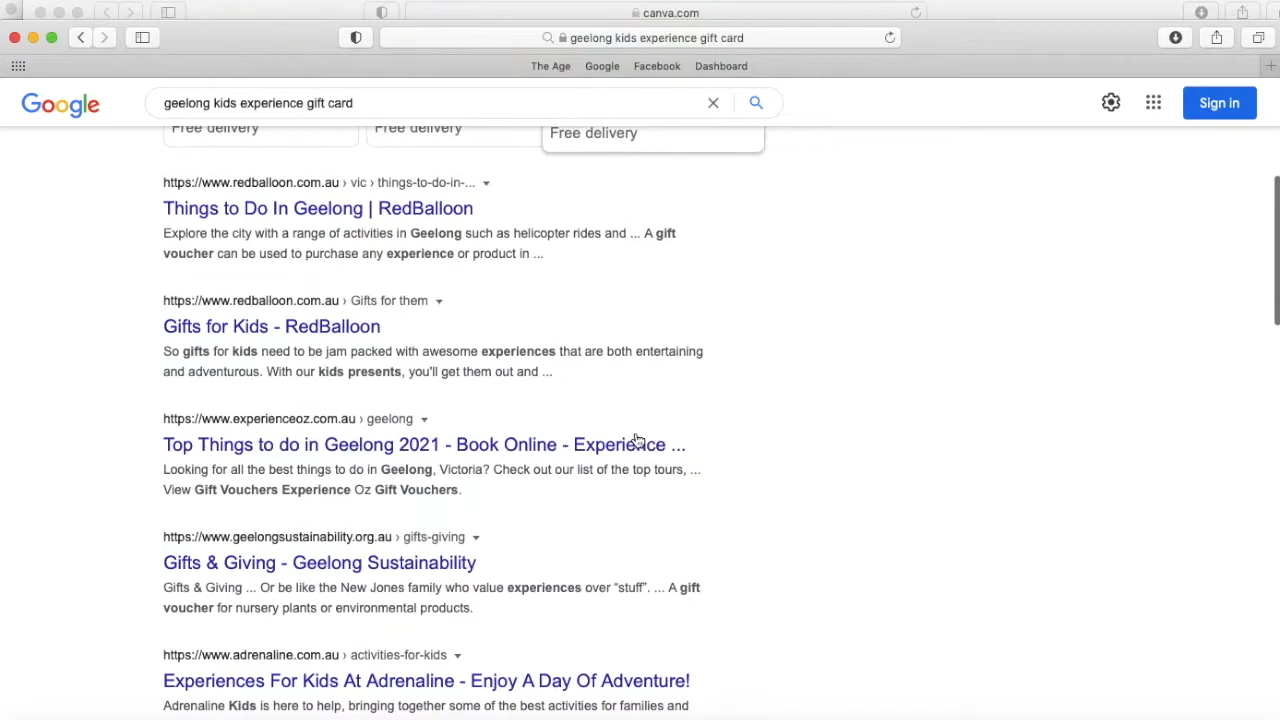 canva.com
geelong kids experience gift card
The Age Google Facebook Dashboard
Google geelong kids experience gift card Sign in
Free delivery Free delivery Free delivery
https://www.redballoon.com.au › vic › things-to-do-in-...
Things to Do In Geelong | RedBalloon
Explore the city with a range of activities in Geelong such as helicopter rides and ... A gift
voucher can be used to purchase any experience or product in ...
https://www.redballoon.com.au › Gifts for them
Gifts for Kids - RedBalloon
So gifts for kids need to be jam packed with awesome experiences that are both entertaining
and adventurous. With our kids presents, you'll get them out and ...
https://www.experienceoz.com.au › geelong
Top Things to do in Geelong 2021 - Book Online - Experience ...
Looking for all the best things to do in Geelong, Victoria? Check out our list of the top tours, ...
View Gift Vouchers Experience Oz Gift Vouchers.
https://www.geelongsustainability.org.au › gifts-giving
Gifts & Giving - Geelong Sustainability
Gifts & Giving ... Or be like the New Jones family who value experiences over “stuff”. ... A gift
voucher for nursery plants or environmental products.
https://www.adrenaline.com.au › activities-for-kids
Experiences For Kids At Adrenaline - Enjoy A Day Of Adventure!
Adrenaline Kids is here to help, bringing together some of the best activities for families and